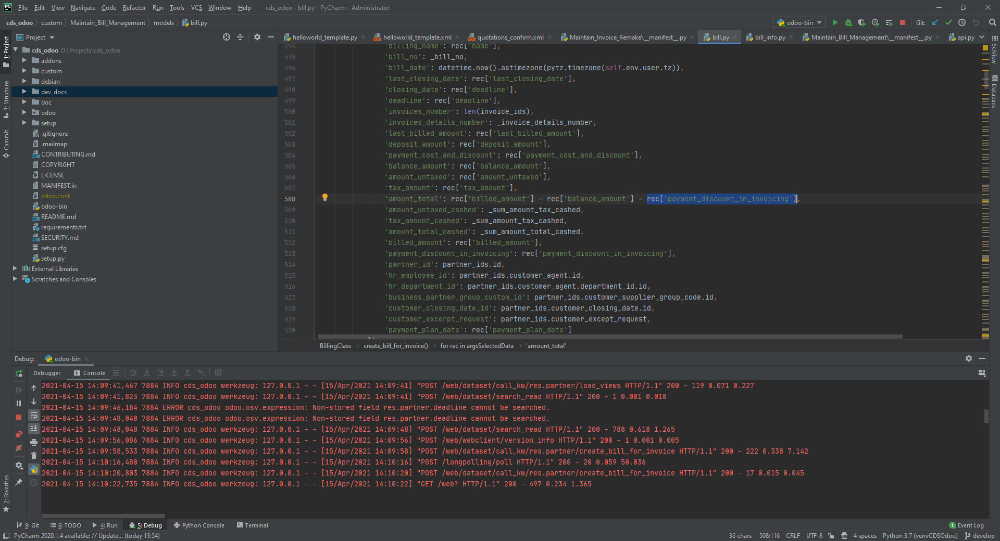 File Edit View Navigate Code Refactor Run Tools VCS Window Help cds_odoo - bill.py - PyCharm - Administrator
cds_odoo custom Maintain_Bill_Management models bill.py odoo-bin Git:
Project helloworld_template.py helloworld_template.xml quotations_confirm.xml Maintain_Invoice_Remake\__manifest__.py bill.py bill_info.py Maintain_Bill_Management\__manifest__.py api.py
1: Project
7: Structure
Commit
2: Favorites
SciView
Database
cds_odoo D:\Projects\cds_odoo
addons
custom
debian
dev_docs
doc
odoo
setup
.gitignore
.mailmap
CONTRIBUTING.md
COPYRIGHT
LICENSE
MANIFEST.in
odoo.conf
odoo-bin
README.md
requirements.txt
SECURITY.md
setup.cfg
setup.py
External Libraries
Scratches and Consoles
494 'billing_name': rec['name'],
495 'bill_no': _bill_no,
496 'bill_date': datetime.now().astimezone(pytz.timezone(self.env.user.tz)),
497 'last_closing_date': rec['last_closing_date'],
498 'closing_date': rec['deadline'],
499 'deadline': rec['deadline'],
500 'invoices_number': len(invoice_ids),
501 'invoices_details_number': _invoice_details_number,
502 'last_billed_amount': rec['last_billed_amount'],
503 'deposit_amount': rec['deposit_amount'],
504 'payment_cost_and_discount': rec['payment_cost_and_discount'],
505 'balance_amount': rec['balance_amount'],
506 'amount_untaxed': rec['amount_untaxed'],
507 'tax_amount': rec['tax_amount'],
508 'amount_total': rec['billed_amount'] - rec['balance_amount'] - rec['payment_discount_in_invoicing'],
509 'amount_untaxed_cashed': _sum_amount_tax_cashed,
510 'tax_amount_cashed': _sum_amount_tax_cashed,
511 'amount_total_cashed': _sum_amount_total_cashed,
512 'billed_amount': rec['billed_amount'],
513 'payment_discount_in_invoicing': rec['payment_discount_in_invoicing'],
514 'partner_id': partner_ids.id,
515 'hr_employee_id': partner_ids.customer_agent.id,
516 'hr_department_id': partner_ids.customer_agent.department_id.id,
517 'business_partner_group_custom_id': partner_ids.customer_supplier_group_code.id,
518 'customer_closing_date_id': partner_ids.customer_closing_date.id,
519 'customer_excerpt_request': partner_ids.customer_except_request,
520 'payment_plan_date': rec['payment_plan_date']
BillingClass create_bill_for_invoice() for rec in argsSelectedData 'amount_total'
Debug: odoo-bin
Debugger Console
2021-04-15 14:09:41,467 7884 INFO cds_odoo werkzeug: 127.0.0.1 - - [15/Apr/2021 14:09:41] "POST /web/dataset/call_kw/res.partner/load_views HTTP/1.1" 200 - 119 0.071 0.227
2021-04-15 14:09:41,823 7884 INFO cds_odoo werkzeug: 127.0.0.1 - - [15/Apr/2021 14:09:41] "POST /web/dataset/search_read HTTP/1.1" 200 - 1 0.001 0.010
2021-04-15 14:09:46,184 7884 ERROR cds_odoo odoo.osv.expression: Non-stored field res.partner.deadline cannot be searched.
2021-04-15 14:09:48,040 7884 ERROR cds_odoo odoo.osv.expression: Non-stored field res.partner.deadline cannot be searched.
2021-04-15 14:09:48,048 7884 INFO cds_odoo werkzeug: 127.0.0.1 - - [15/Apr/2021 14:09:48] "POST /web/dataset/search_read HTTP/1.1" 200 - 788 0.618 1.265
2021-04-15 14:09:56,086 7884 INFO cds_odoo werkzeug: 127.0.0.1 - - [15/Apr/2021 14:09:56] "POST /web/webclient/version_info HTTP/1.1" 200 - 1 0.001 0.005
2021-04-15 14:09:58,533 7884 INFO cds_odoo werkzeug: 127.0.0.1 - - [15/Apr/2021 14:09:58] "POST /web/dataset/call_kw/res.partner/create_bill_for_invoice HTTP/1.1" 200 - 222 0.338 7.142
2021-04-15 14:10:16,480 7884 INFO cds_odoo werkzeug: 127.0.0.1 - - [15/Apr/2021 14:10:16] "POST /longpolling/poll HTTP/1.1" 200 - 20 0.059 50.036
2021-04-15 14:10:20,803 7884 INFO cds_odoo werkzeug: 127.0.0.1 - - [15/Apr/2021 14:10:20] "POST /web/dataset/call_kw/res.partner/create_bill_for_invoice HTTP/1.1" 200 - 17 0.015 0.045
2021-04-15 14:10:22,735 7884 INFO cds_odoo werkzeug: 127.0.0.1 - - [15/Apr/2021 14:10:22] "GET /web? HTTP/1.1" 200 - 497 0.234 1.365
9: Git 6: TODO 4: Run 5: Debug Python Console Terminal 1 Event Log
PyCharm 2020.1.4 available: // Update... (today 13:54) 36 chars 508:116 CRLF UTF-8 4 spaces Python 3.7 (venvCDSOdoo) develop